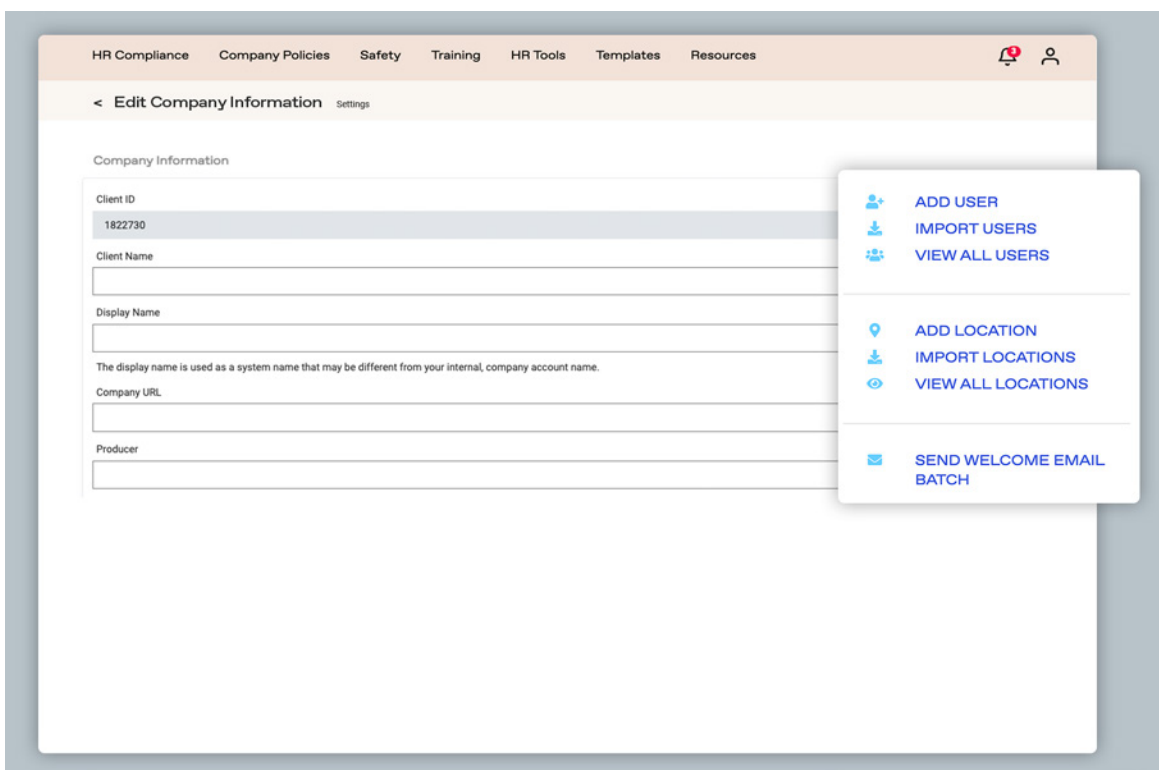 HR Compliance Company Policies Safety Training HR Tools Templates Resources 3
< Edit Company Information Settings
Company Information
Client ID
1822730
Client Name
Display Name
The display name is used as a system name that may be different from your internal, company account name.
Company URL
Producer
ADD USER
IMPORT USERS
VIEW ALL USERS
ADD LOCATION
IMPORT LOCATIONS
VIEW ALL LOCATIONS
SEND WELCOME EMAIL
BATCH